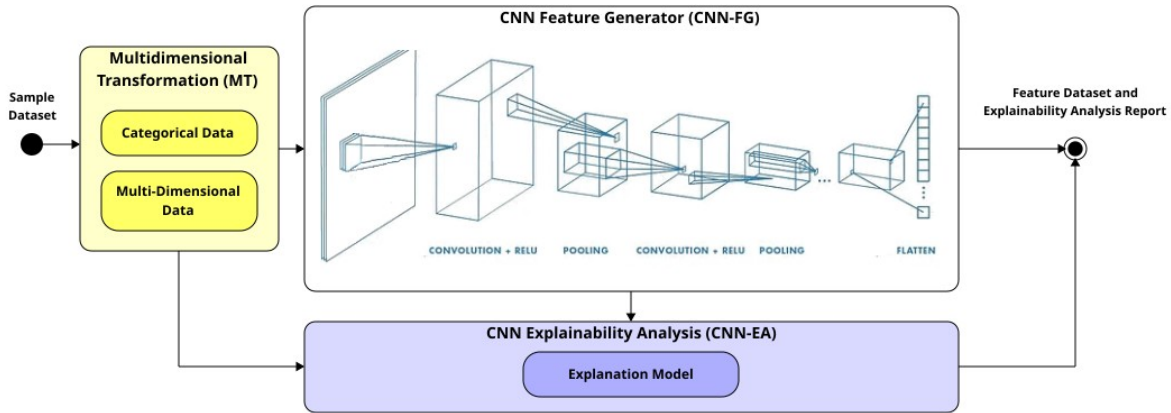 CNN Feature Generator (CNN-FG)
Multidimensional
Transformation (MT)
Sample
Dataset
Categorical Data
Multi-Dimensional
Data
Feature Dataset and
Explainability Analysis Report
CONVOLUTION + RELU
POOLING
CONVOLUTION + RELU
POOLING
FLATTEN
CNN Explainability Analysis (CNN-EA)
Explanation Model